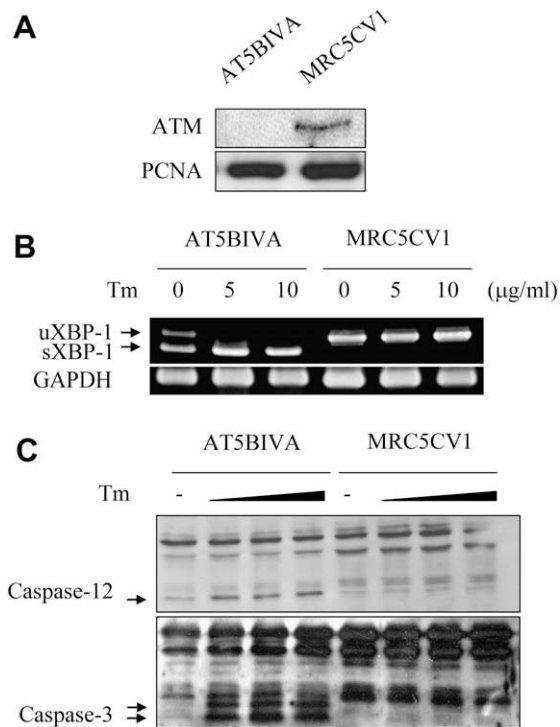 A
AT5BIVA MRC5CV1
ATM
PCNA
B
AT5BIVA MRC5CV1
Tm 0 5 10 0 5 10 (μg/ml)
uXBP-1
sXBP-1
GAPDH
C
AT5BIVA MRC5CV1
Tm - -
Caspase-12
Caspase-3